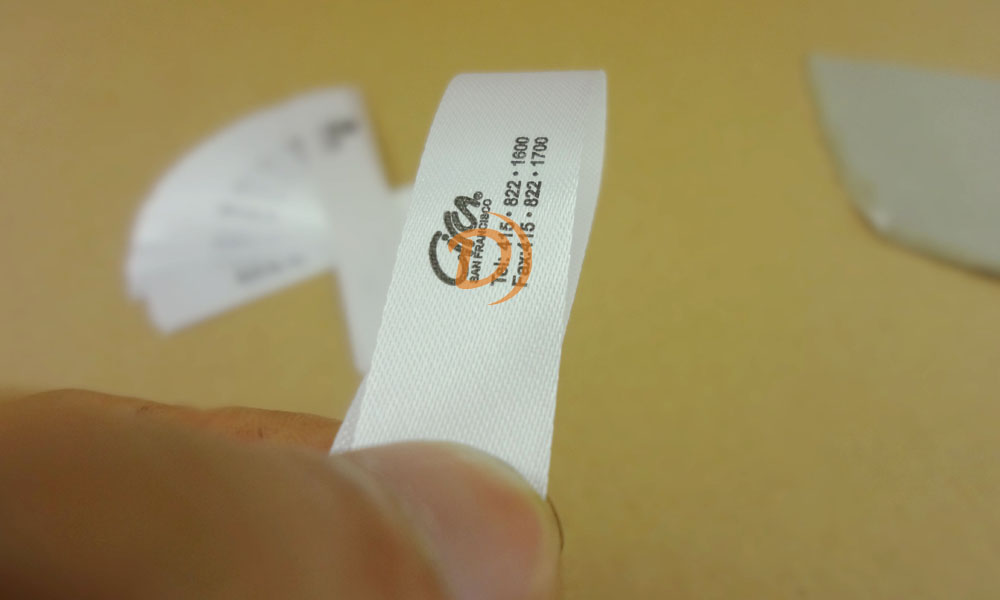 SAN FRANCISCO
Tel: 415 • 822 • 1600
Fax:415 • 822 • 1700